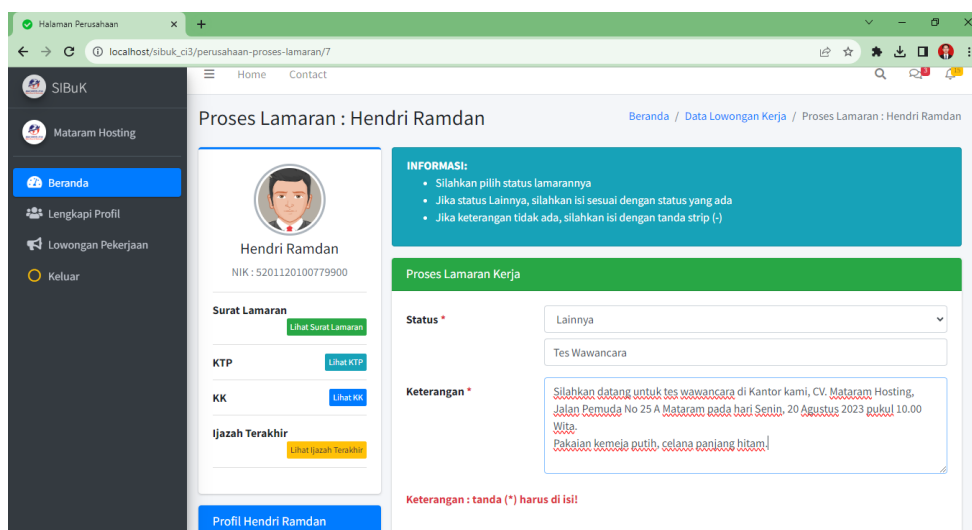 Halaman Perusahaan
localhost/sibuk_ci3/perusahaan-proses-lamaran/7
SIBuK
Home Contact
3
Mataram Hosting
Proses Lamaran : Hendri Ramdan
Beranda / Data Lowongan Kerja / Proses Lamaran : Hendri Ramdan
Beranda
Lengkapi Profil
Lowongan Pekerjaan
Keluar
Hendri Ramdan
NIK : 5201120100779900
Surat Lamaran
Lihat Surat Lamaran
KTP
Lihat KTP
KK
Lihat KK
Ijazah Terakhir
Lihat Ijazah Terakhir
Profil Hendri Ramdan
INFORMASI:
Silahkan pilih status lamarannya
Jika status Lainnya, silahkan isi sesuai dengan status yang ada
Jika keterangan tidak ada, silahkan isi dengan tanda strip (-)
Proses Lamaran Kerja
Status *
Lainnya
Tes Wawancara
Keterangan *
Silahkan datang untuk tes wawancara di Kantor kami, CV. Mataram Hosting,
Jalan Pemuda No 25 A Mataram pada hari Senin, 20 Agustus 2023 pukul 10.00
Wita.
Pakaian kemeja putih, celana panjang hitam.
Keterangan : tanda (*) harus di isi!